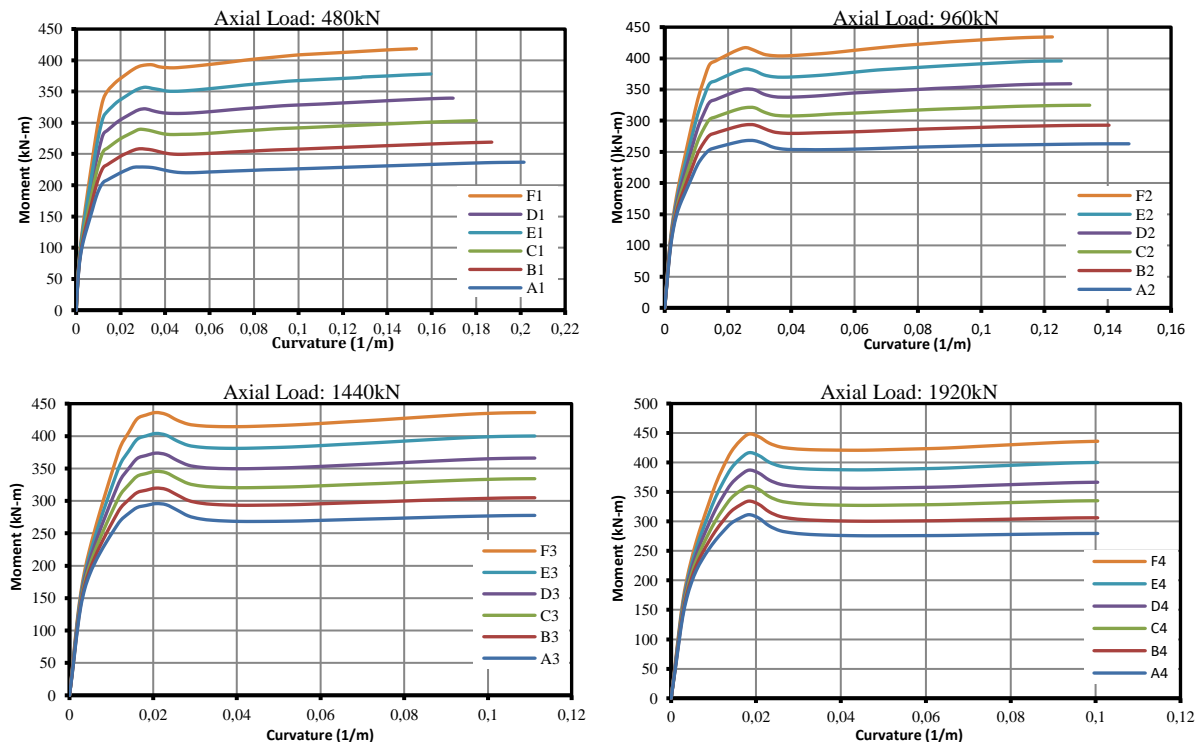 Axial Load: 480kN
Moment (kN-m)
450
400
350
300
250
200
150
100
50
0
F1
D1
E1
C1
B1
A1
0 0,02 0,04 0,06 0,08 0,1 0,12 0,14 0,16 0,18 0,2 0,22
Curvature (1/m)
Axial Load: 960kN
Moment ()kN-m)
450
400
350
300
250
200
150
100
50
0
F2
E2
D2
C2
B2
A2
0 0,02 0,04 0,06 0,08 0,1 0,12 0,14 0,16
Curvature (1/m)
Axial Load: 1440kN
Moment (kN-m)
450
400
350
300
250
200
150
100
50
0
F3
E3
D3
C3
B3
A3
0 0,02 0,04 0,06 0,08 0,1 0,12
Curvature (1/m)
Axial Load: 1920kN
Moment (kN-m)
500
450
400
350
300
250
200
150
100
50
0
F4
E4
D4
C4
B4
A4
0 0,02 0,04 0,06 0,08 0,1 0,12
Curvature (1/m)